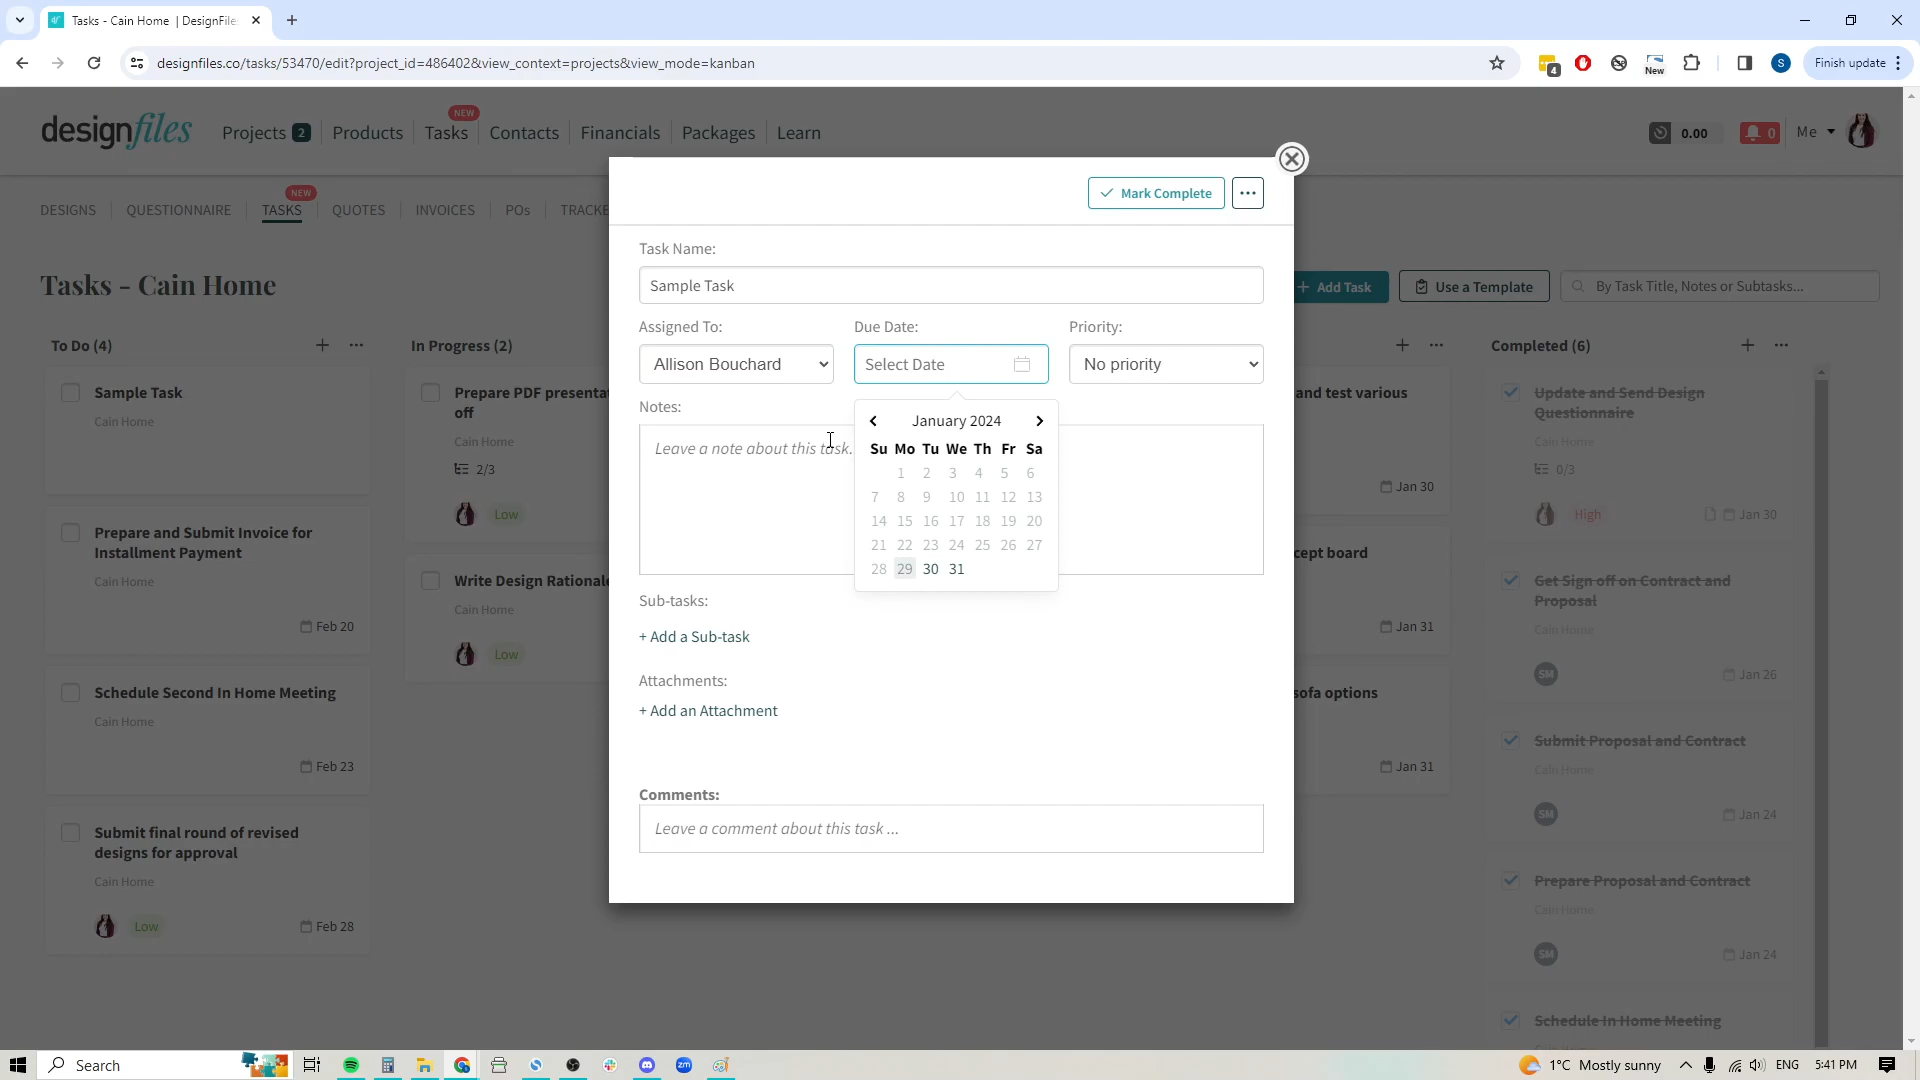 Tasks - Cain Home | DesignFile
designfiles.co/tasks/53470/edit?project_id=486402&view_context=projects&view_mode=kanban
4
New
S
Finish update
designfiles
Projects 2
Products
Tasks
NEW
Contacts
Financials
Packages
Learn
0.00
0
Me
DESIGNS
QUESTIONNAIRE
TASKS
NEW
QUOTES
INVOICES
POs
TRACKE
Tasks - Cain Home
+ Add Task
Use a Template
By Task Title, Notes or Subtasks...
To Do (4)
Sample Task
Cain Home
Prepare and Submit Invoice for
Installment Payment
Cain Home
Feb 20
Schedule Second In Home Meeting
Cain Home
Feb 23
Submit final round of revised
designs for approval
Cain Home
Low
Feb 28
In Progress (2)
Prepare PDF presentat
off
Cain Home
2/3
Low
Write Design Rationale
Cain Home
Low
Mark Complete
Task Name:
Sample Task
Assigned To:
Allison Bouchard
Due Date:
Select Date
Priority:
No priority
January 2024
Su Mo Tu We Th Fr Sa
1 2 3 4 5 6
7 8 9 10 11 12 13
14 15 16 17 18 19 20
21 22 23 24 25 26 27
28 29 30 31
Notes:
Leave a note about this task.
Sub-tasks:
+ Add a Sub-task
Attachments:
+ Add an Attachment
Comments:
Leave a comment about this task ...
and test various
Jan 30
cept board
Jan 31
sofa options
Jan 31
Completed (6)
Update and Send Design
Questionnaire
Cain Home
0/3
High
Jan 30
Get Sign off on Contract and
Proposal
Cain Home
SM
Jan 26
Submit Proposal and Contract
Cain Home
SM
Jan 24
Prepare Proposal and Contract
Cain Home
SM
Jan 24
Schedule In Home Meeting
Search
zm
1°C Mostly sunny
ENG
5:41 PM